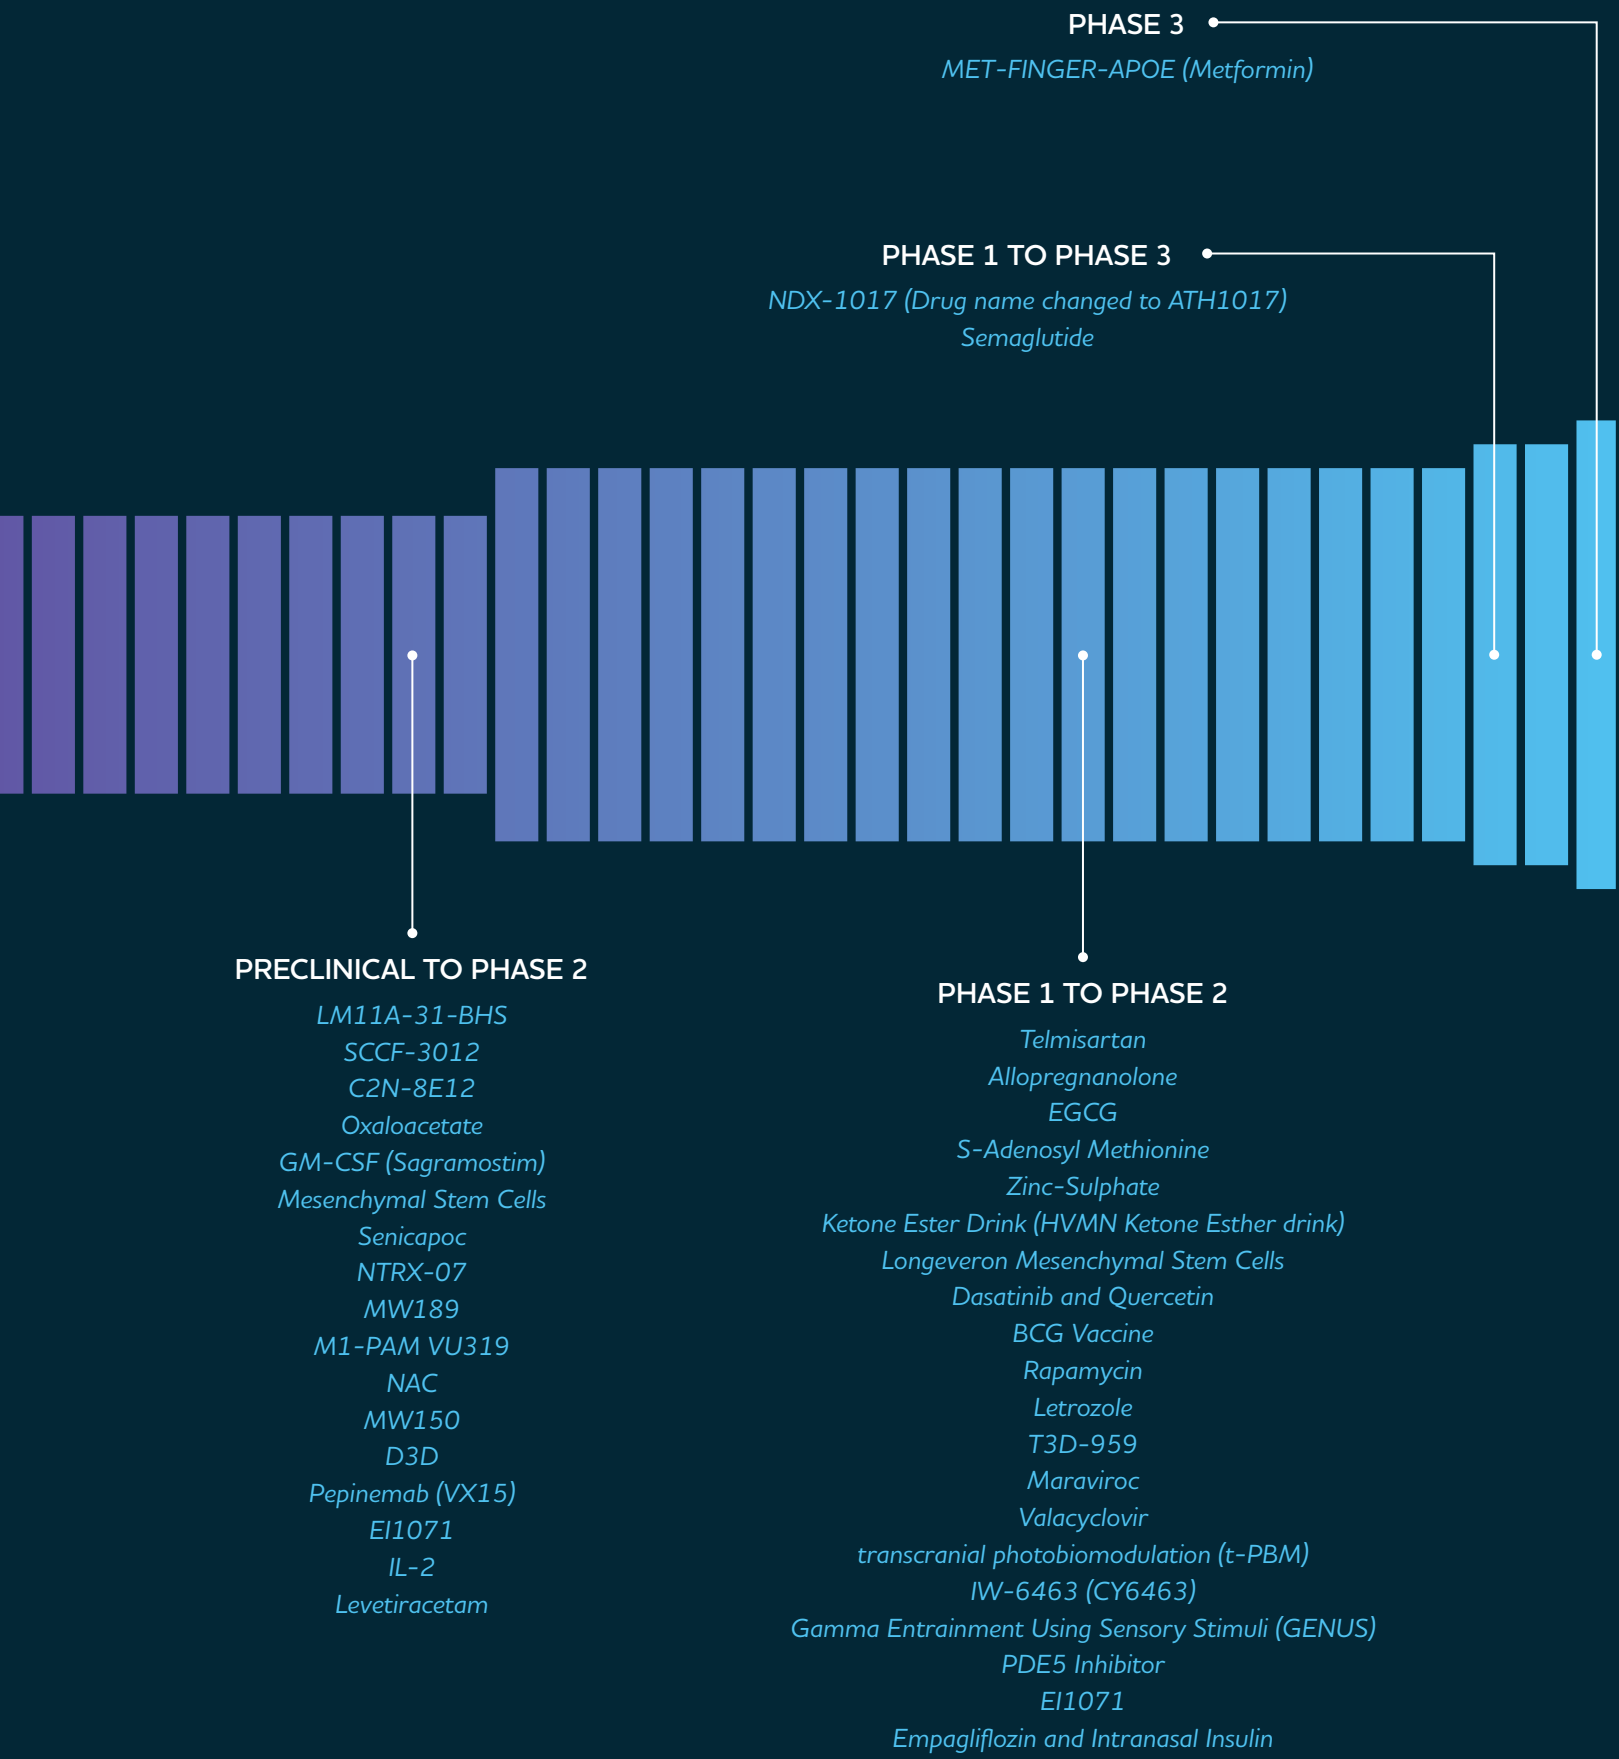 PHASE 3
MET-FINGER-APOE (Metformin)
PHASE 1 TO PHASE 3
NDX-1017 (Drug name changed to ATH1017)
Semaglutide
PRECLINICAL TO PHASE 2
LM11A-31-BHS
SCCF-3012
C2N-8E12
Oxaloacetate
GM-CSF (Sagramostim)
Mesenchymal Stem Cells
Senicapoc
NTRX-07
MW189
M1-PAM VU319
NAC
MW150
D3D
Pepinemab (VX15)
EI1071
IL-2
Levetiracetam
PHASE 1 TO PHASE 2
Telmisartan
Allopregnanolone
EGCG
S-Adenosyl Methionine
Zinc-Sulphate
Ketone Ester Drink (HVMN Ketone Esther drink)
Longeveron Mesenchymal Stem Cells
Dasatinib and Quercetin
BCG Vaccine
Rapamycin
Letrozole
T3D-959
Maraviroc
Valacyclovir
transcranial photobiomodulation (t-PBM)
IW-6463 (CY6463)
Gamma Entrainment Using Sensory Stimuli (GENUS)
PDE5 Inhibitor
EI1071
Empagliflozin and Intranasal Insulin